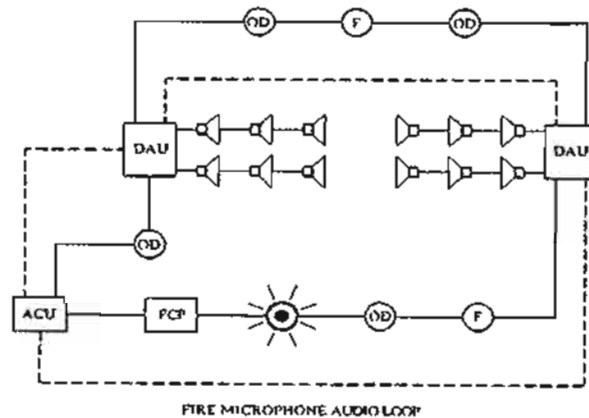 OD F OD
DAU DAU
OD
ACU FCP OD F
FIRE MICROPHONE AUDIO LOOP